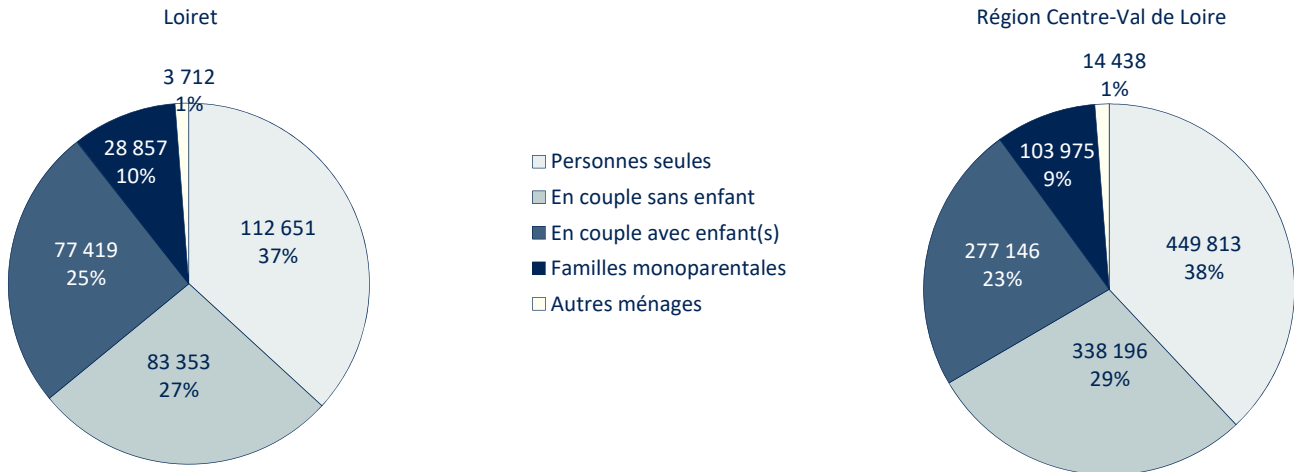 Loiret
3 712
1%
28 857
10%
112 651
37%
77 419
25%
83 353
27%
Personnes seules
En couple sans enfant
En couple avec enfant(s)
Familles monoparentales
Autres ménages
Région Centre-Val de Loire
14 438
1%
103 975
9%
449 813
38%
277 146
23%
338 196
29%